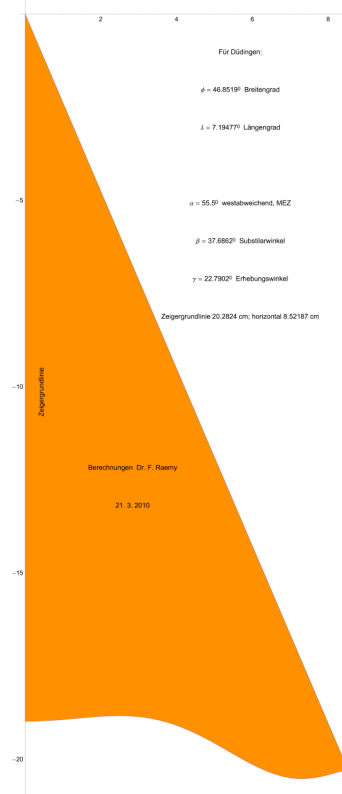 2 4 6 8
Für Düdingen:
ϕ = 46.8519⁰ Breitengrad
λ = 7.19477⁰ Längengrad
-5
α = 55.5⁰ westabweichend, MEZ
β = 37.6862⁰ Substilarwinkel
γ = 22.7902⁰ Erhebungswinkel
Zeigergrundlinie 20.2824 cm; horizontal 8.52187 cm
-10
Zeigergrundlinie
Berechnungen Dr. F. Raemy
21. 3. 2010
-15
-20